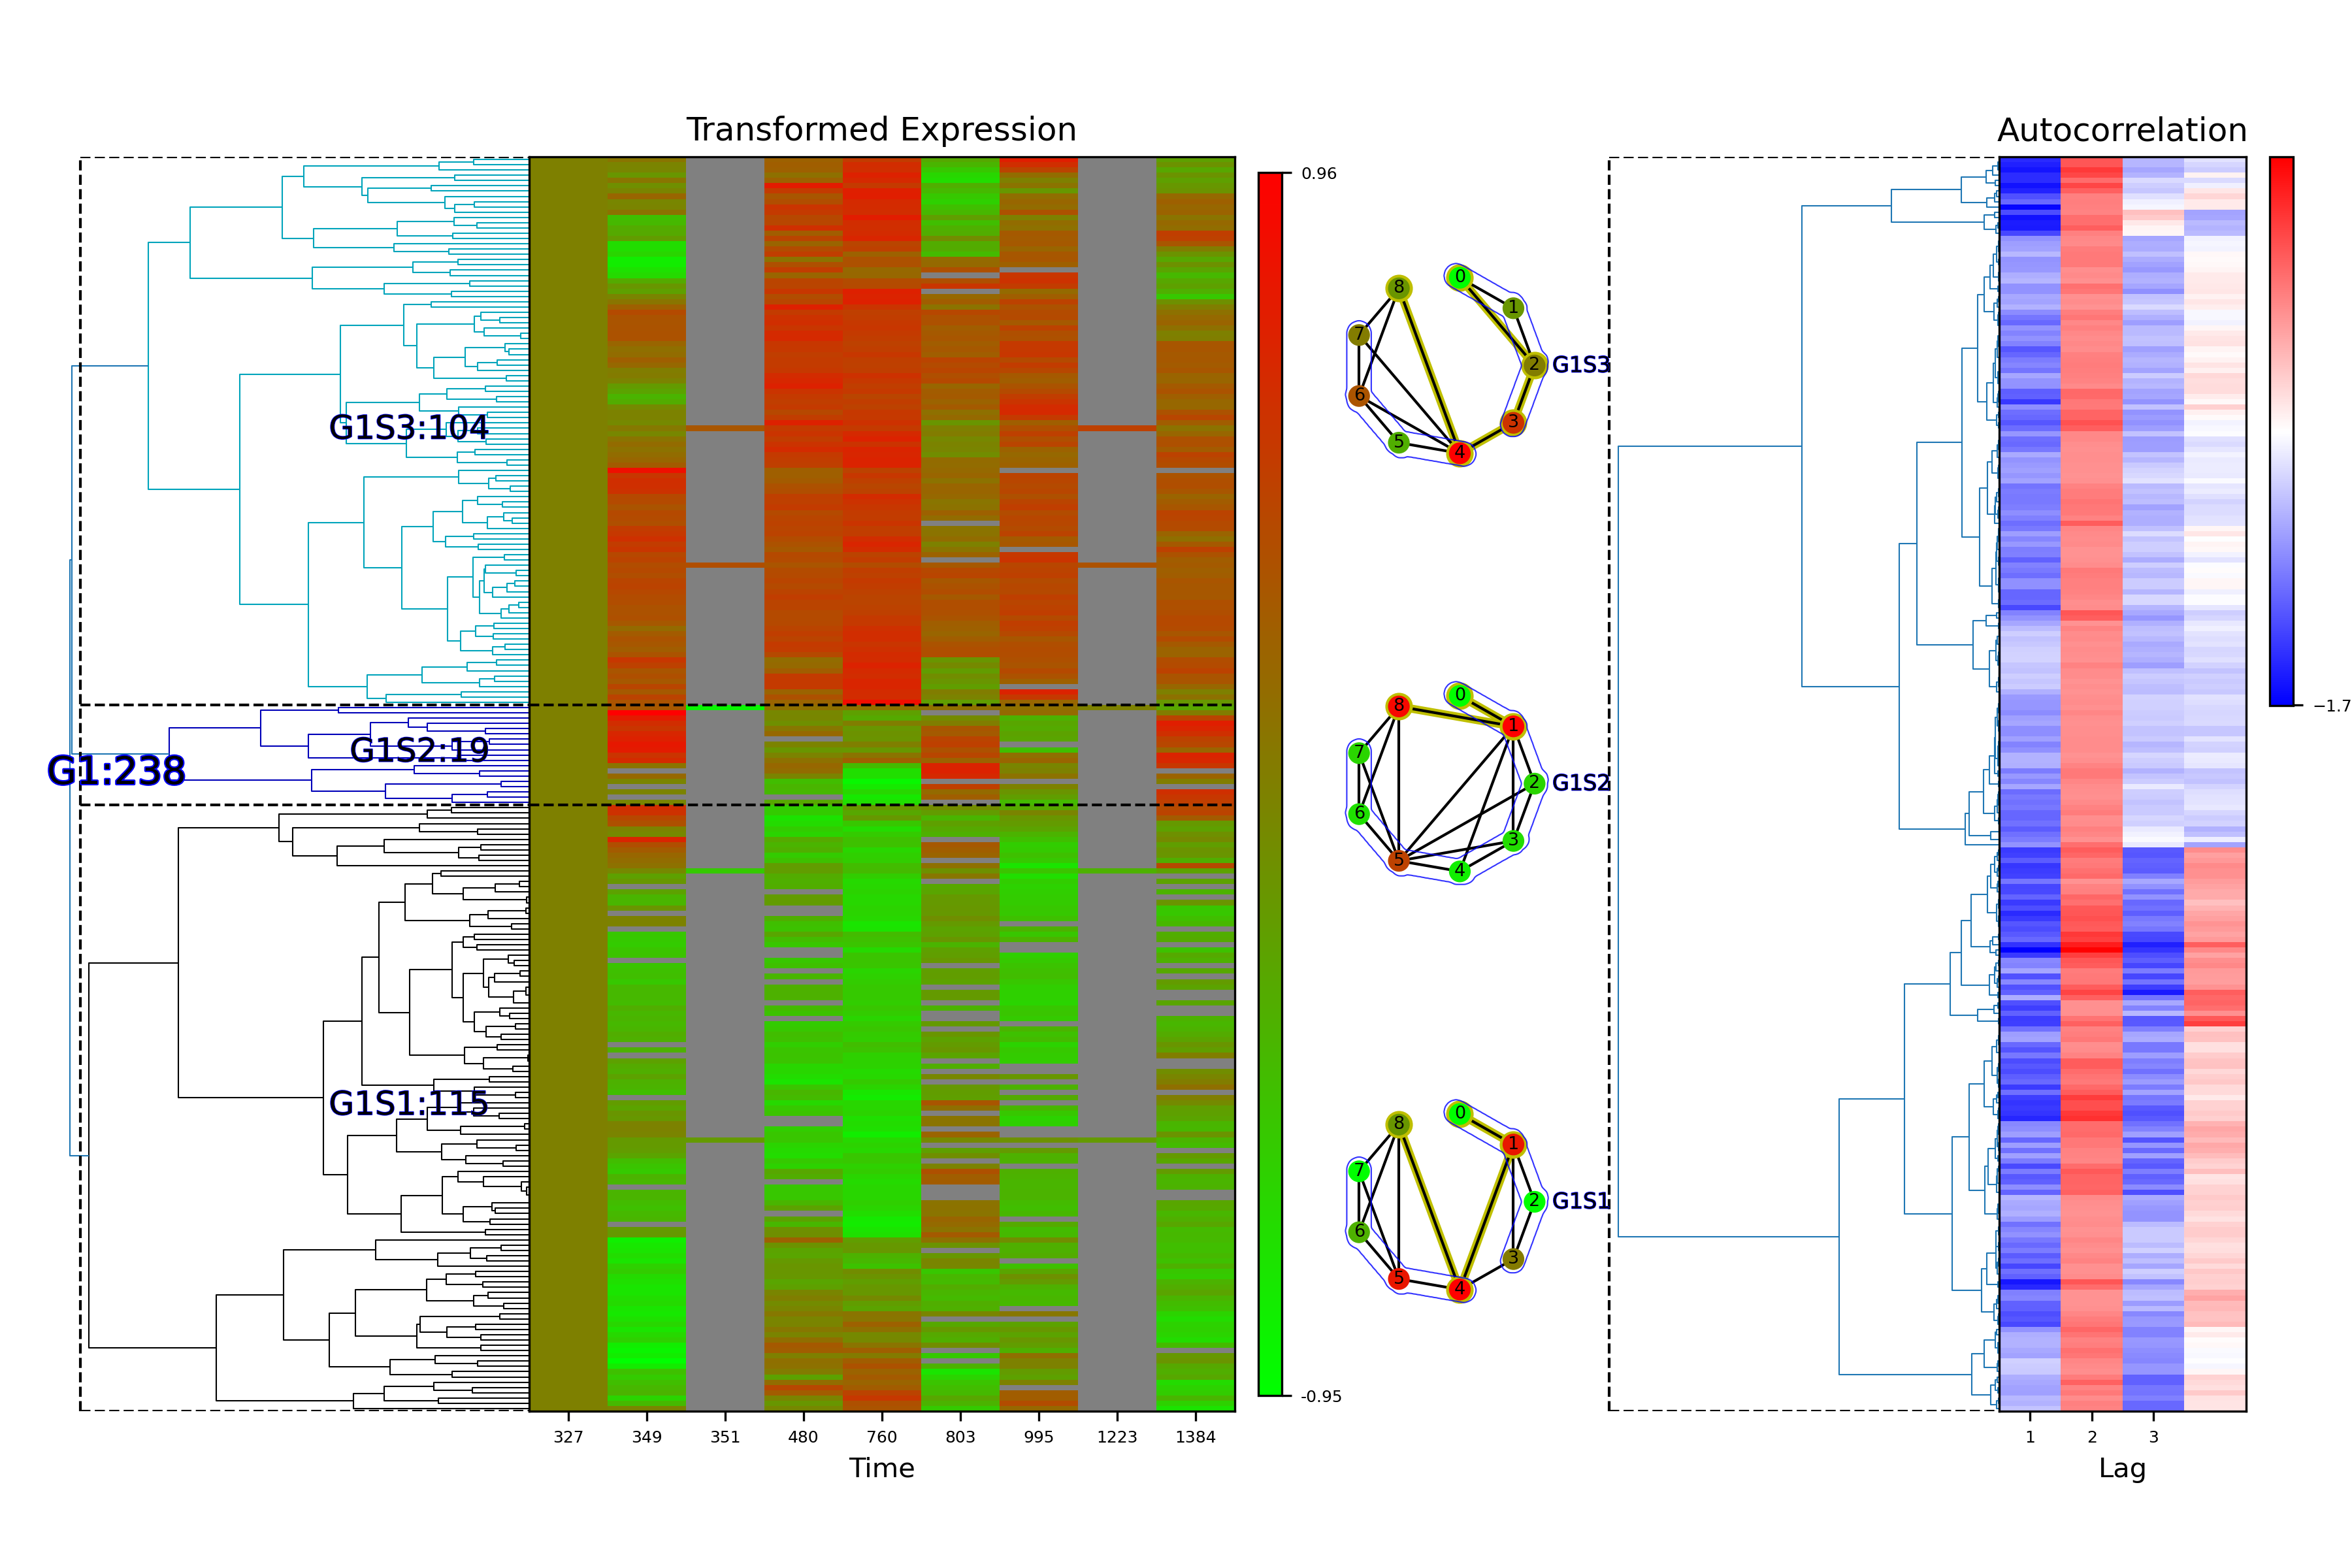 Transformed Expression
Autocorrelation
0.96
-0.95
−1.7
G1:238
G1S3:104
G1S2:19
G1S1:115
0
1
2
3
4
5
6
7
8
G1S3
0
1
2
3
4
5
6
7
8
G1S2
0
1
2
3
4
5
6
7
8
G1S1
327 349 351 480 760 803 995 1223 1384
Time
1 2 3
Lag